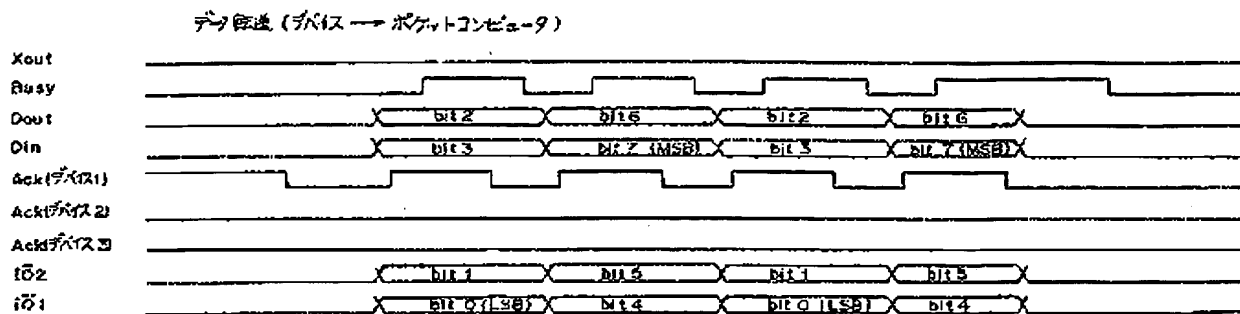 データ転送 (デバイス → ポケットコンピュータ)
Xout
Busy
Dout bit 2 bit 6 bit 2 bit 6
Din bit 3 bit 7 (MSB) bit 3 bit 7 (MSB)
Ack(デバイス1)
Ack(デバイス2)
Ack(デバイス3
IO2 bit 1 bit 5 bit 1 bit 5
IO1 bit 0 (LSB) bit 4 bit 0 (LSB) bit 4